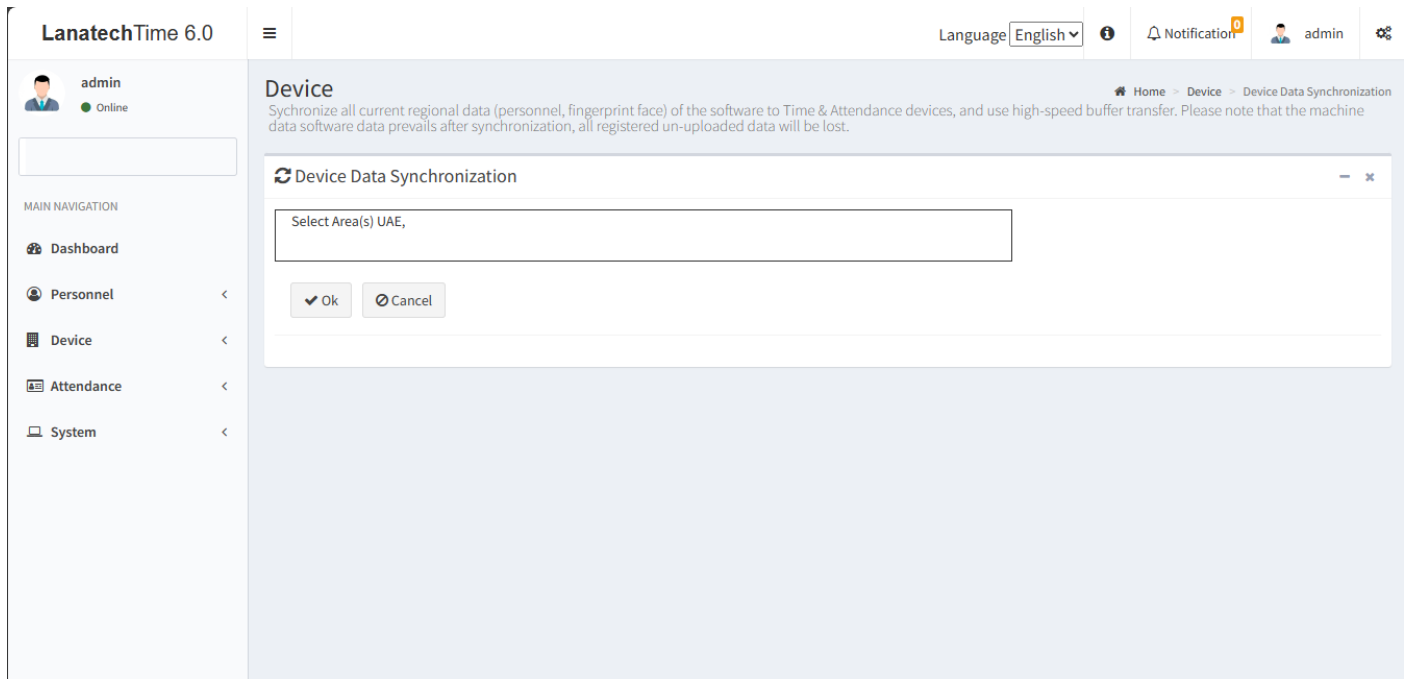 LanatechTime 6.0
Language English
Notification 0
admin
admin
Online
MAIN NAVIGATION
Dashboard
Personnel
Device
Attendance
System
Device
Home > Device > Device Data Synchronization
Sychronize all current regional data (personnel, fingerprint face) of the software to Time & Attendance devices, and use high-speed buffer transfer. Please note that the machine
data software data prevails after synchronization, all registered un-uploaded data will be lost.
Device Data Synchronization
Select Area(s) UAE,
Ok
Cancel